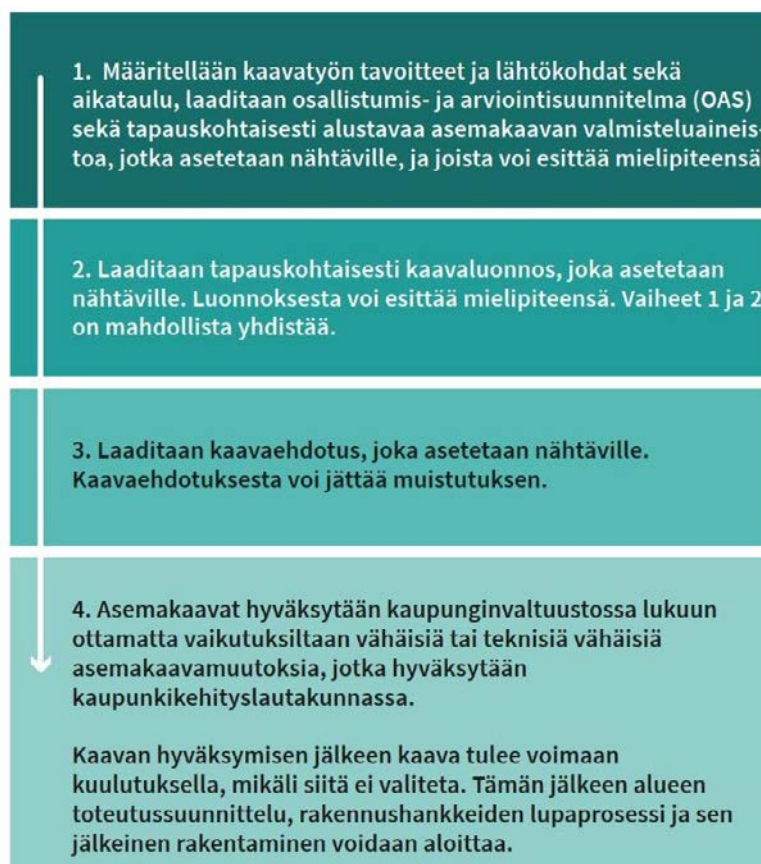 1. Määritellään kaavatyön tavoitteet ja lähtökohdat sekä
aikataulu, laaditaan osallistumis- ja arviointisuunnitelma (OAS)
sekä tapauskohtaisesti alustavaa asemakaavan valmisteluaineis-
toa, jotka asetetaan nähtäville, ja joista voi esittää mielipiteensä
2. Laaditaan tapauskohtaisesti kaavaluonnos, joka asetetaan
nähtäville. Luonnoksesta voi esittää mielipiteensä. Vaiheet 1 ja 2
on mahdollista yhdistää.
3. Laaditaan kaavaehdotus, joka asetetaan nähtäville.
Kaavaehdotuksesta voi jättää muistutuksen.
4. Asemakaavat hyväksytään kaupunginvaltuustossa lukuun
ottamatta vaikutuksiltaan vähäisiä tai teknisiä vähäisiä
asemakaavamuutoksia, jotka hyväksytään
kaupunkikehityslautakunnassa.
Kaavan hyväksymisen jälkeen kaava tulee voimaan
kuulutuksella, mikäli siitä ei valiteta. Tämän jälkeen alueen
toteutussuunnittelu, rakennushankkeiden lupaprosessi ja sen
jälkeinen rakentaminen voidaan aloittaa.